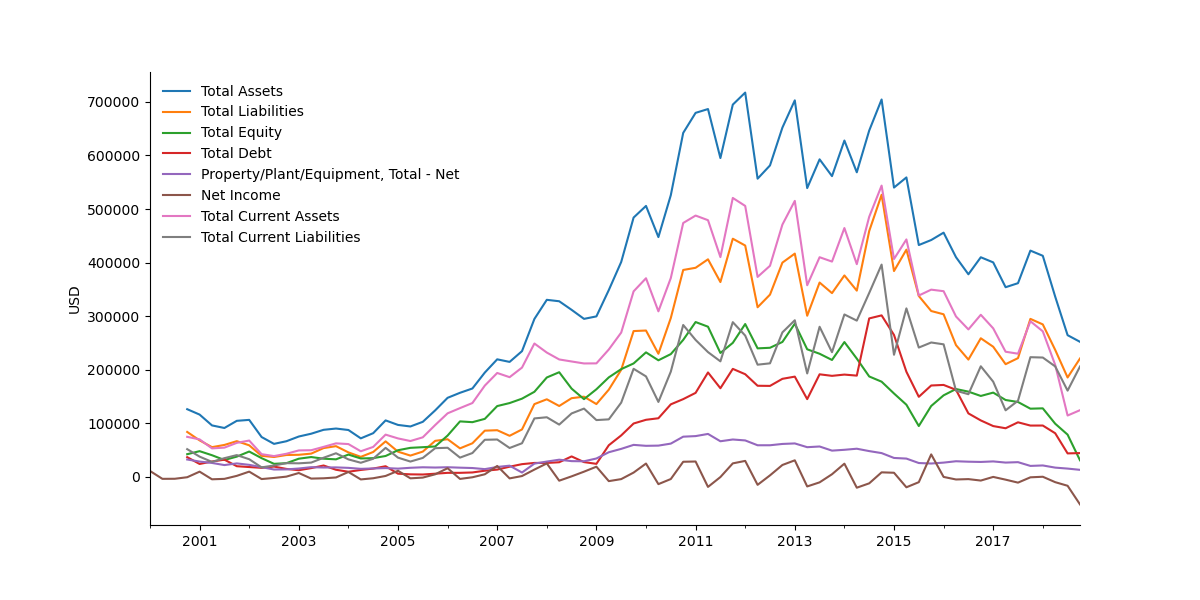 Total Assets
Total Liabilities
Total Equity
Total Debt
Property/Plant/Equipment, Total - Net
Net Income
Total Current Assets
Total Current Liabilities
USD
700000
600000
500000
400000
300000
200000
100000
0
2001 2003 2005 2007 2009 2011 2013 2015 2017